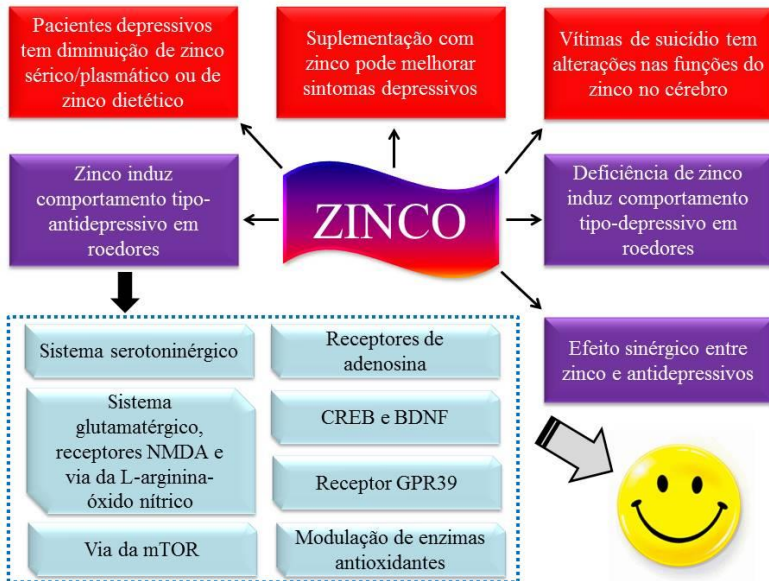 Pacientes depressivos
tem diminuição de zinco
sérico/plasmático ou de
zinco dietético
Suplementação com
zinco pode melhorar
sintomas depressivos
Vítimas de suicídio tem
alterações nas funções do
zinco no cérebro
Zinco induz
comportamento tipo-
antidepressivo em
roedores
ZINCO
Deficiência de zinco
induz comportamento
tipo-depressivo em
roedores
Sistema serotoninérgico
Receptores de
adenosina
Efeito sinérgico entre
zinco e antidepressivos
Sistema
glutamatérgico,
receptores NMDA e
via da L-arginina-
óxido nítrico
CREB e BDNF
Receptor GPR39
Via da mTOR
Modulação de enzimas
antioxidantes